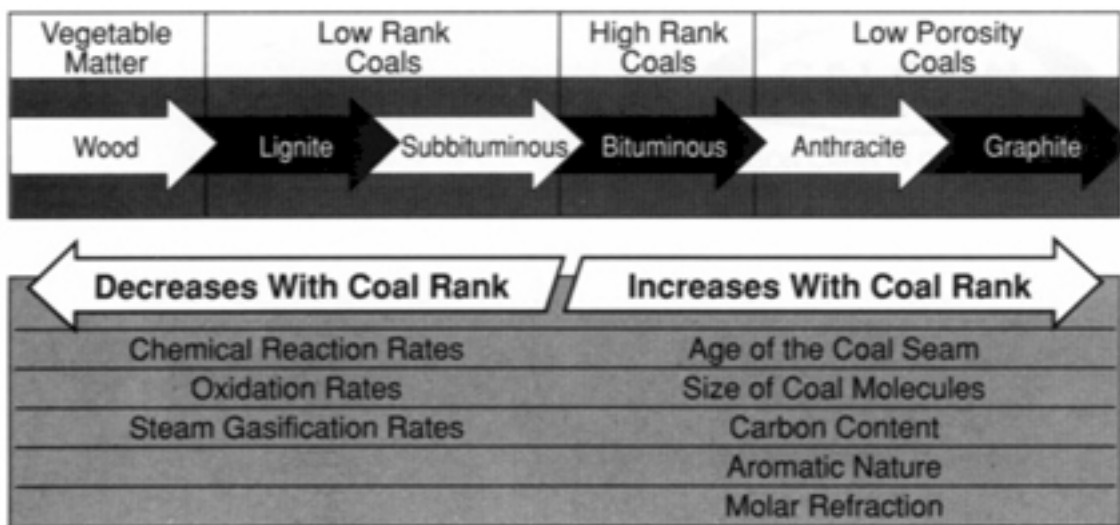 Vegetable
Matter
Low Rank
Coals
High Rank
Coals
Low Porosity
Coals
Wood
Lignite
Subbituminous
Bituminous
Anthracite
Graphite
Decreases With Coal Rank
Increases With Coal Rank
Chemical Reaction Rates
Age of the Coal Seam
Oxidation Rates
Size of Coal Molecules
Steam Gasification Rates
Carbon Content
Aromatic Nature
Molar Refraction